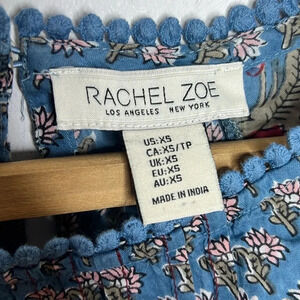 RACHEL ZOE
LOS ANGELES NEW YORK
US:XS
CA:XS/TP
UK:XS
EU:XS
AU:XS
MADE IN INDIA